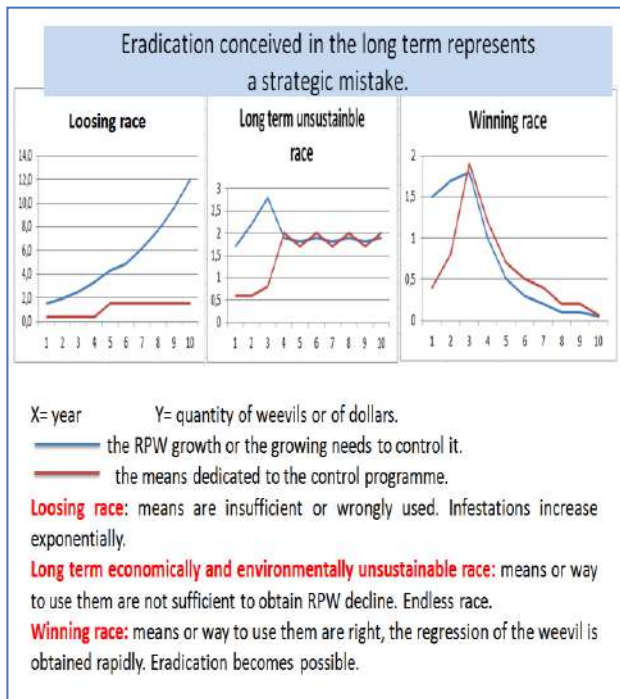 Eradication conceived in the long term represents
a strategic mistake.
Loosing race
14,0
12,0
10,0
8,0
6,0
4,0
2,0
0,0
1 2 3 4 5 6 7 8 9 10
Long term unsustainble
race
3
2,5
2
1,5
1
0,5
0
1 2 3 4 5 6 7 8 9 10
Winning race
2
1,5
1
0,5
0
1 2 3 4 5 6 7 8 9 10
X= year Y= quantity of weevils or of dollars.
the RPW growth or the growing needs to control it.
the means dedicated to the control programme.
Loosing race: means are insufficient or wrongly used. Infestations increase
exponentially.
Long term economically and environmentally unsustainable race: means or way
to use them are not sufficient to obtain RPW decline. Endless race.
Winning race: means or way to use them are right, the regression of the weevil is
obtained rapidly. Eradication becomes possible.